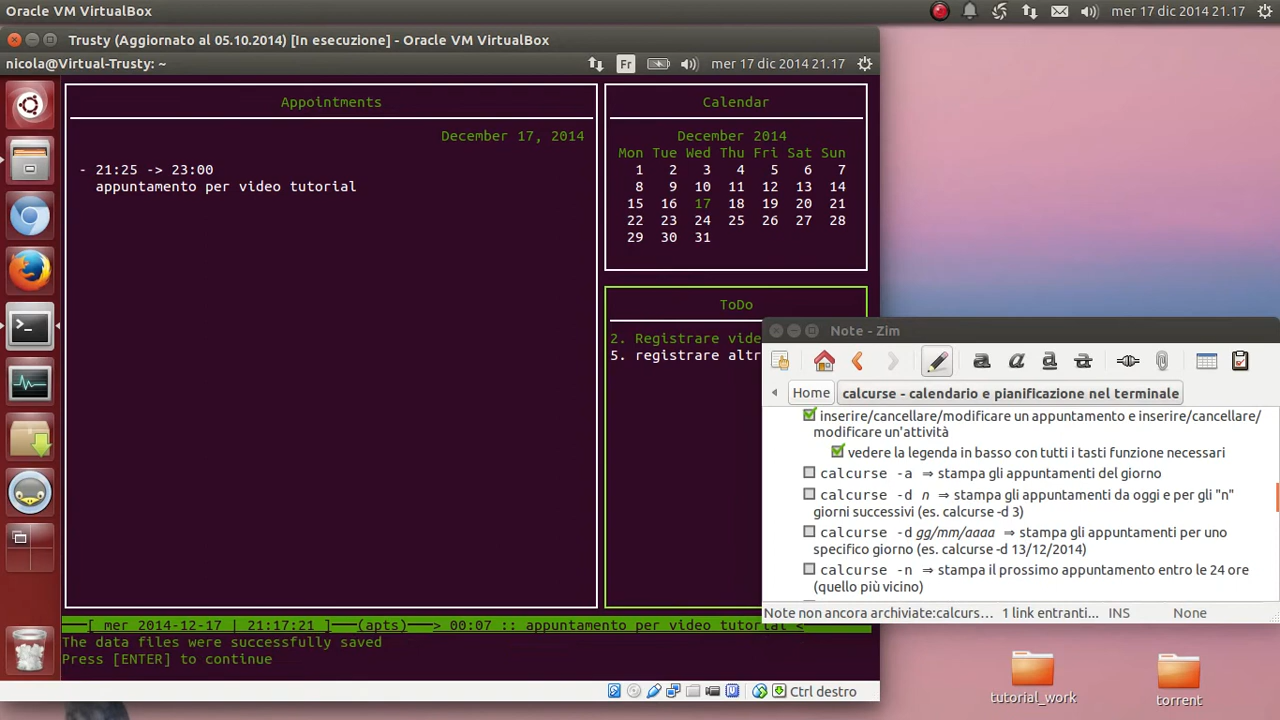 Oracle VM VirtualBox
mer 17 dic 2014 21.17
Trusty (Aggiornato al 05.10.2014) [In esecuzione] - Oracle VM VirtualBox
nicola@Virtual-Trusty: ~
Fr
mer 17 dic 2014 21.17
Appointments
December 17, 2014
- 21:25 -> 23:00
appuntamento per video tutorial
Calendar
December 2014
Mon Tue Wed Thu Fri Sat Sun
1 2 3 4 5 6 7
8 9 10 11 12 13 14
15 16 17 18 19 20 21
22 23 24 25 26 27 28
29 30 31
ToDo
2. Registrare vide
5. registrare altr
[ mer 2014-12-17 | 21:17:21 ]
(apts)
> 00:07 :: appuntamento per video tutorial <
The data files were successfully saved
Press [ENTER] to continue
Ctrl destro
Note - Zim
Home
calcurse - calendario e pianificazione nel terminale
inserire/cancellare/modificare un appuntamento e inserire/cancellare/
modificare un'attività
vedere la legenda in basso con tutti i tasti funzione necessari
calcurse -a ⇒ stampa gli appuntamenti del giorno
calcurse -d n ⇒ stampa gli appuntamenti da oggi e per gli "n"
giorni successivi (es. calcurse -d 3)
calcurse -d gg/mm/aaaa ⇒ stampa gli appuntamenti per uno
specifico giorno (es. calcurse -d 13/12/2014)
calcurse -n ⇒ stampa il prossimo appuntamento entro le 24 ore
(quello più vicino)
Note non ancora archiviate:calcurs…
1 link entranti…
INS
None
tutorial_work
torrent